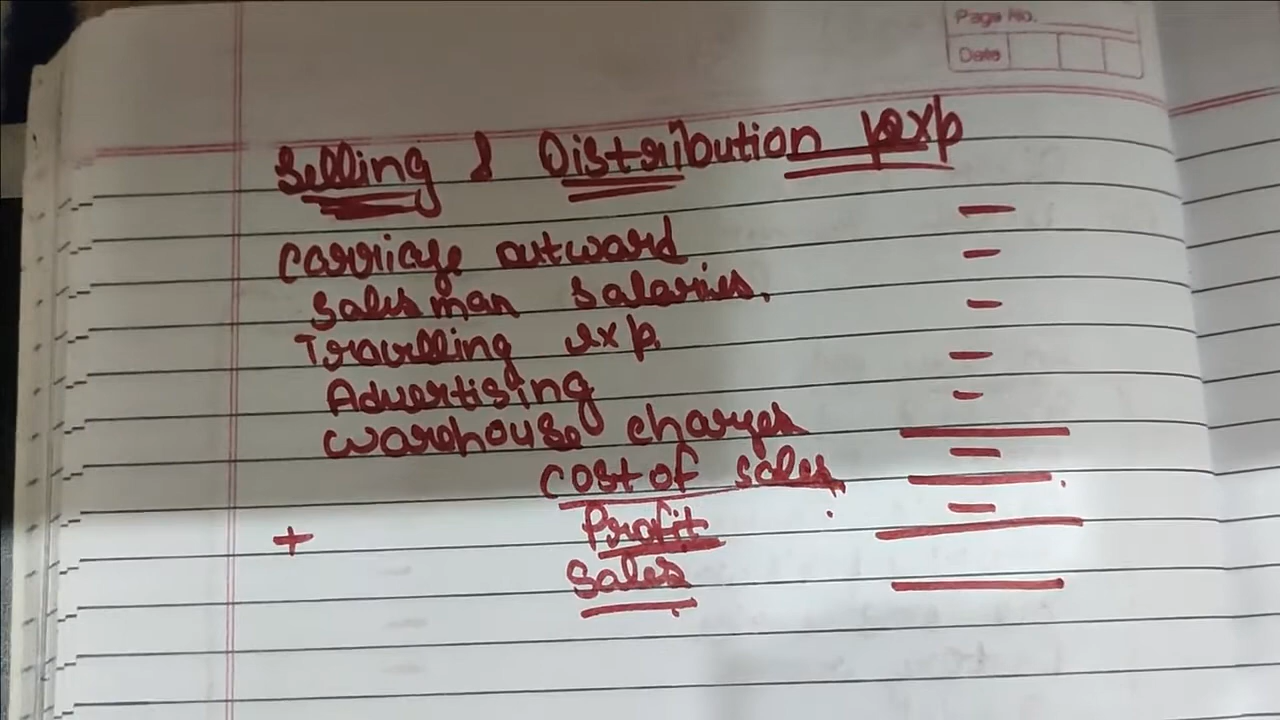 Page No.
Date
Selling & Distribution exp
Carriage outward —
Salesman Salaries. —
Travelling exp. —
Advertising —
Warehouse charges —
Cost of sales —
+ Profit —
Sales